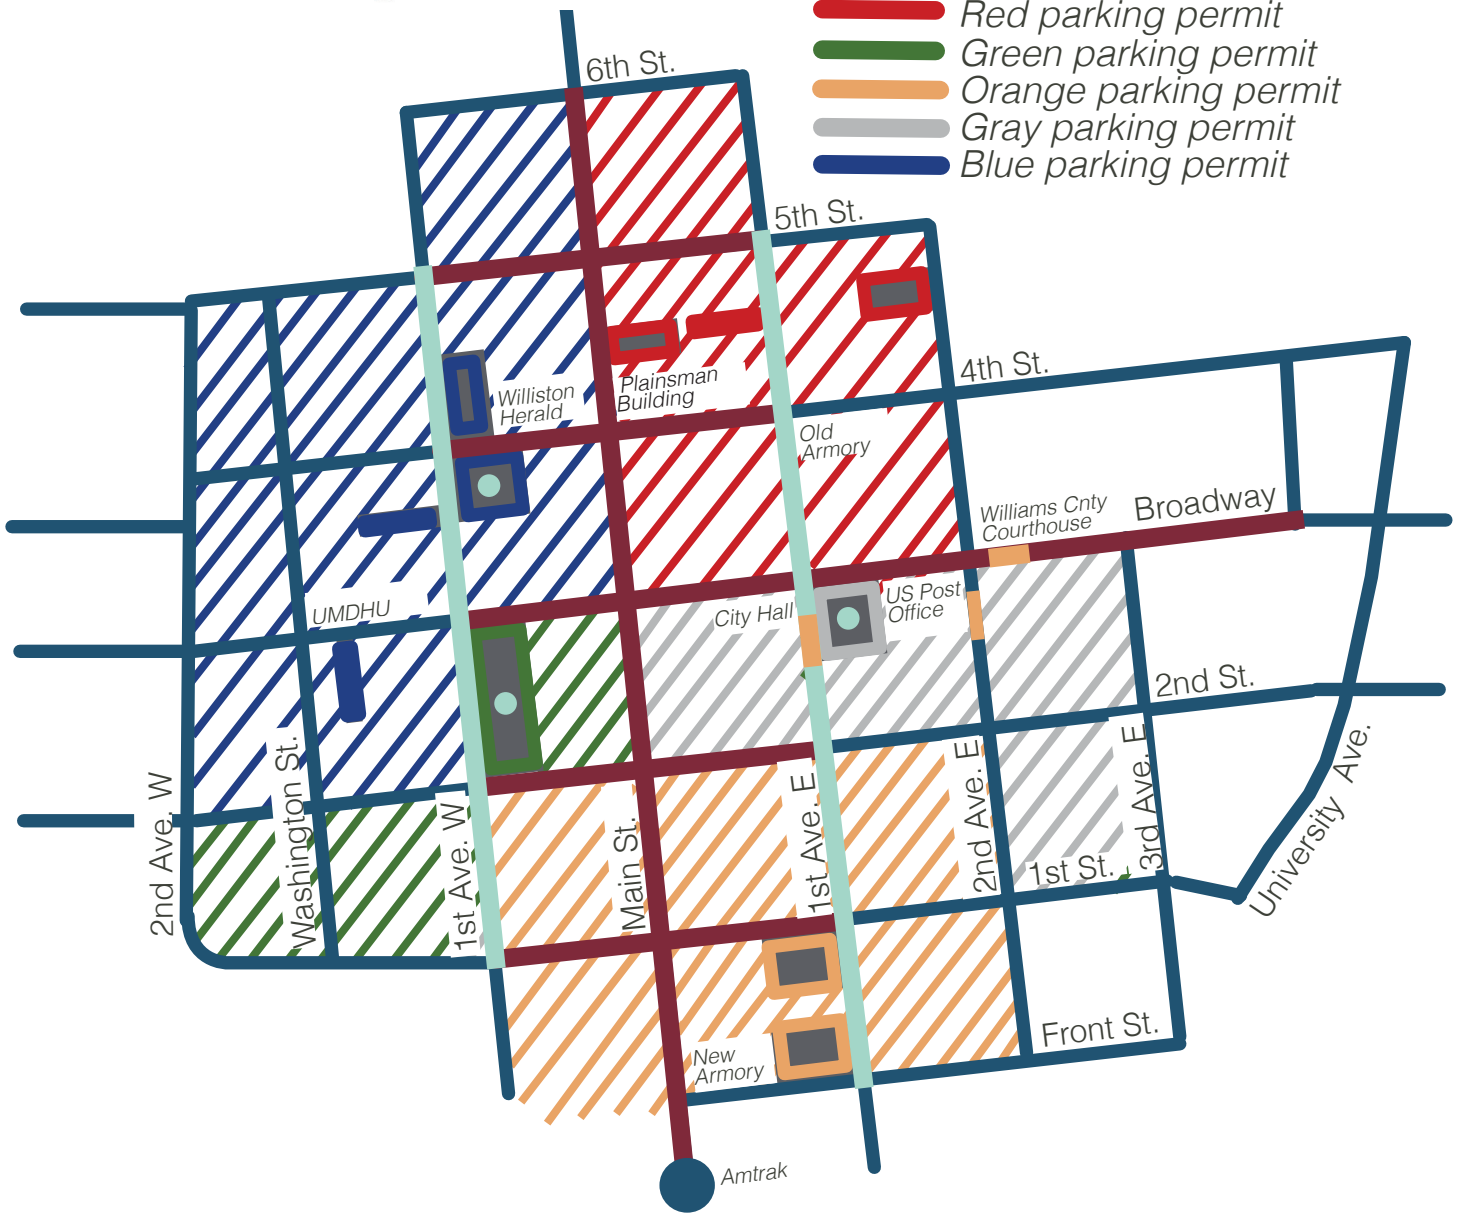 Red parking permit
Green parking permit
Orange parking permit
Gray parking permit
Blue parking permit
6th St.
5th St.
4th St.
Williston
Herald
Plainsman
Building
Old
Armory
Williams Cnty
Courthouse
Broadway
UMDHU
City Hall
US Post
Office
2nd St.
2nd Ave. W
Washington St.
1st Ave. W
Main St.
1st Ave. E
2nd Ave. E
3rd Ave. E
University Ave.
1st St.
Front St.
New
Armory
Amtrak